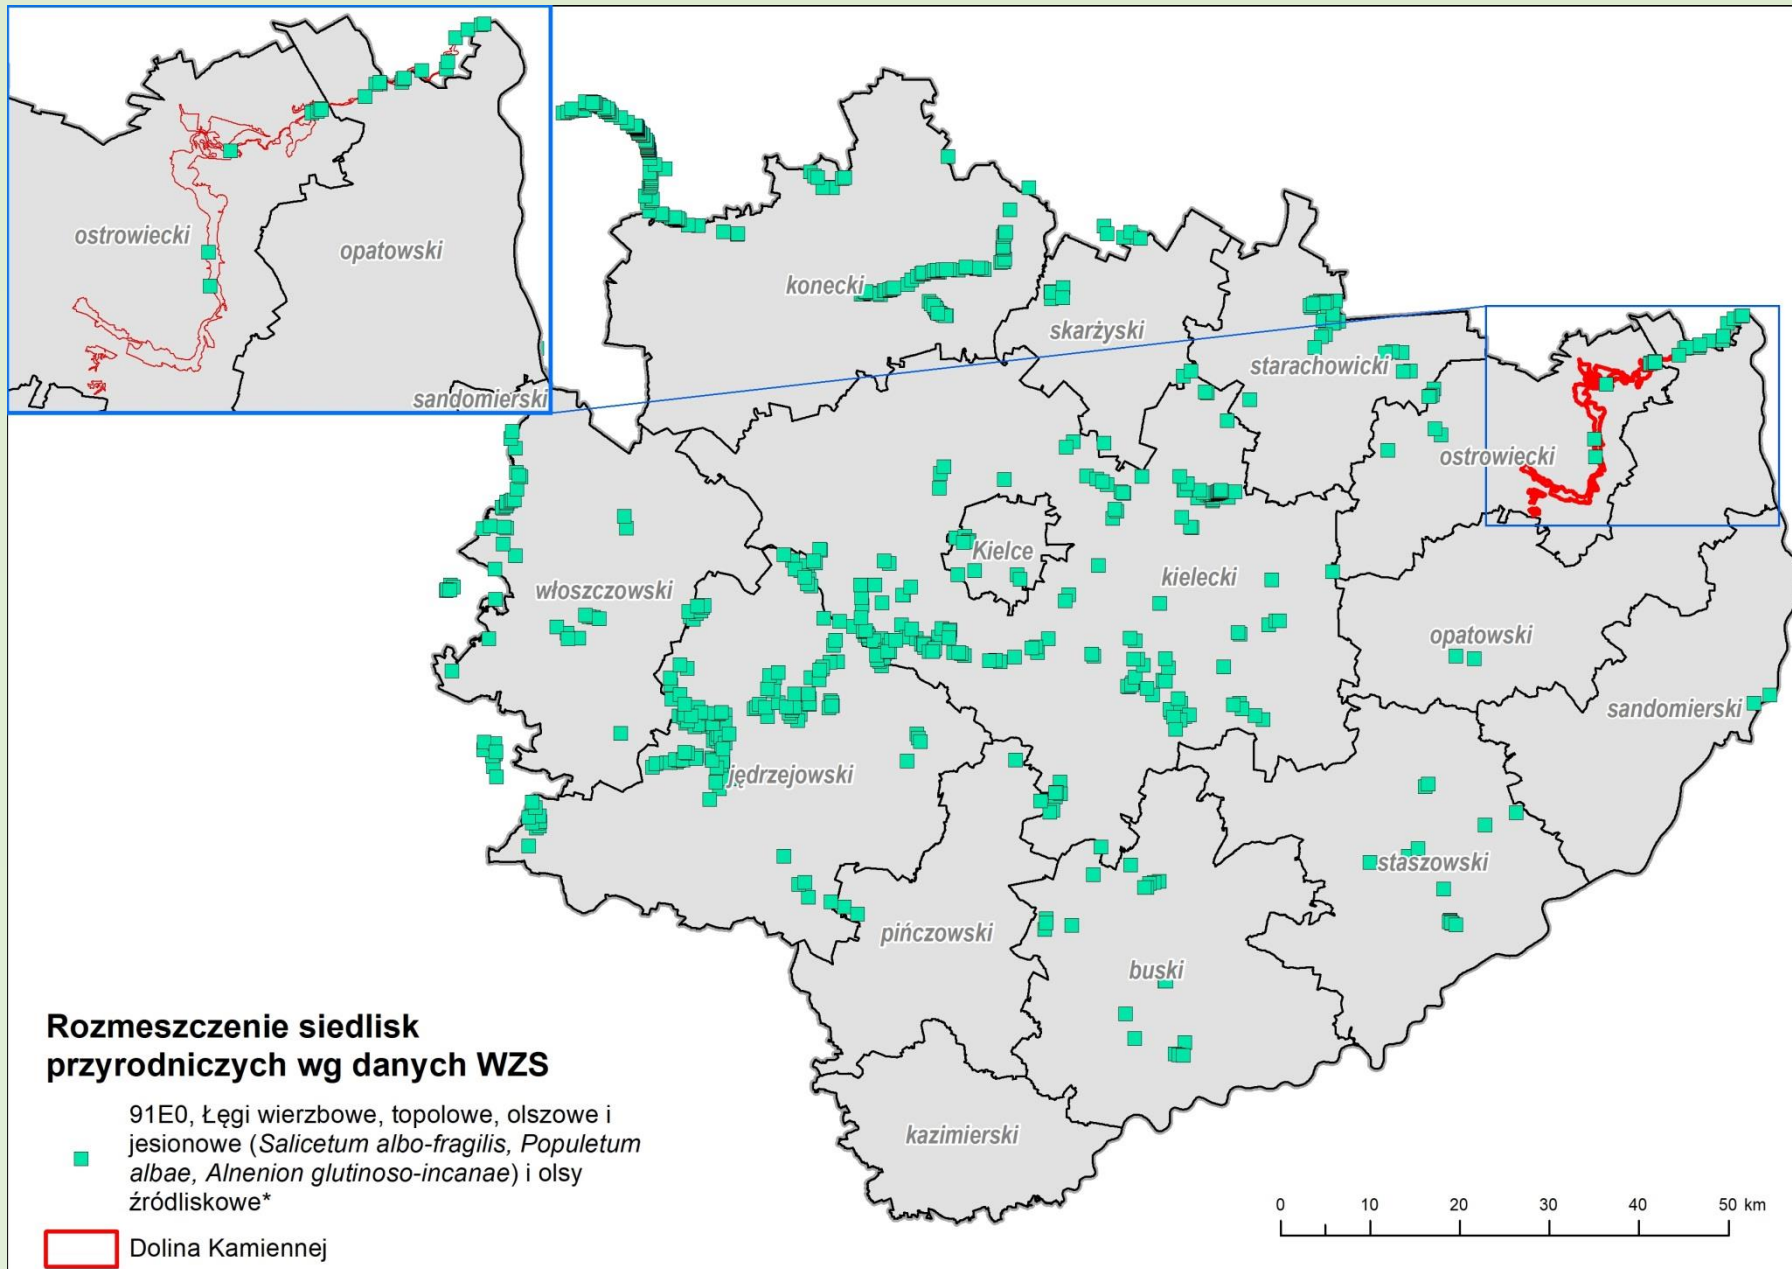 ostrowiecki
opatowski
sandomierski
konecki
skarżyski
starachowicki
ostrowiecki
Kielce
włoszczowski
kielecki
opatowski
sandomierski
jędrzejowski
staszowski
pińczowski
buski
kazimierski
Rozmeszczenie siedlisk
przyrodniczych wg danych WZS
91E0, Łęgi wierzbowe, topolowe, olszowe i
jesionowe (Salicetum albo-fragilis, Populetum
albae, Alnenion glutinoso-incanae) i olsy
źródliskowe*
Dolina Kamiennej
0 10 20 30 40 50 km